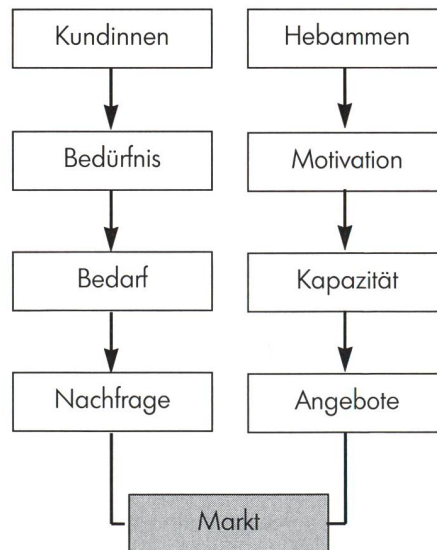 Kundinnen
Hebammen
Bedürfnis
Motivation
Bedarf
Kapazität
Nachfrage
Angebote
Markt